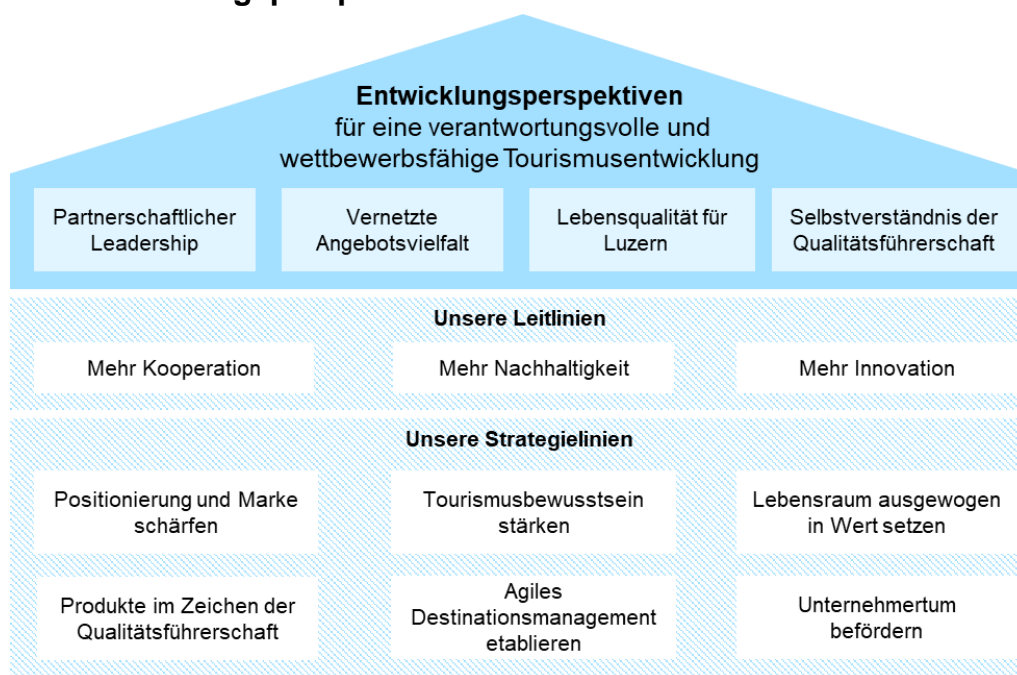 Entwicklungsperspektiven
für eine verantwortungsvolle und
wettbewerbsfähige Tourismusentwicklung
Partnerschaftlicher
Leadership
Vernetzte
Angebotsvielfalt
Lebensqualität für
Luzern
Selbstverständnis der
Qualitätsführerschaft
Unsere Leitlinien
Mehr Kooperation
Mehr Nachhaltigkeit
Mehr Innovation
Unsere Strategielinien
Positionierung und Marke
schärfen
Tourismusbewusstsein
stärken
Lebensraum ausgewogen
in Wert setzen
Produkte im Zeichen der
Qualitätsführerschaft
Agiles
Destinationsmanagement
etablieren
Unternehmertum
befördern